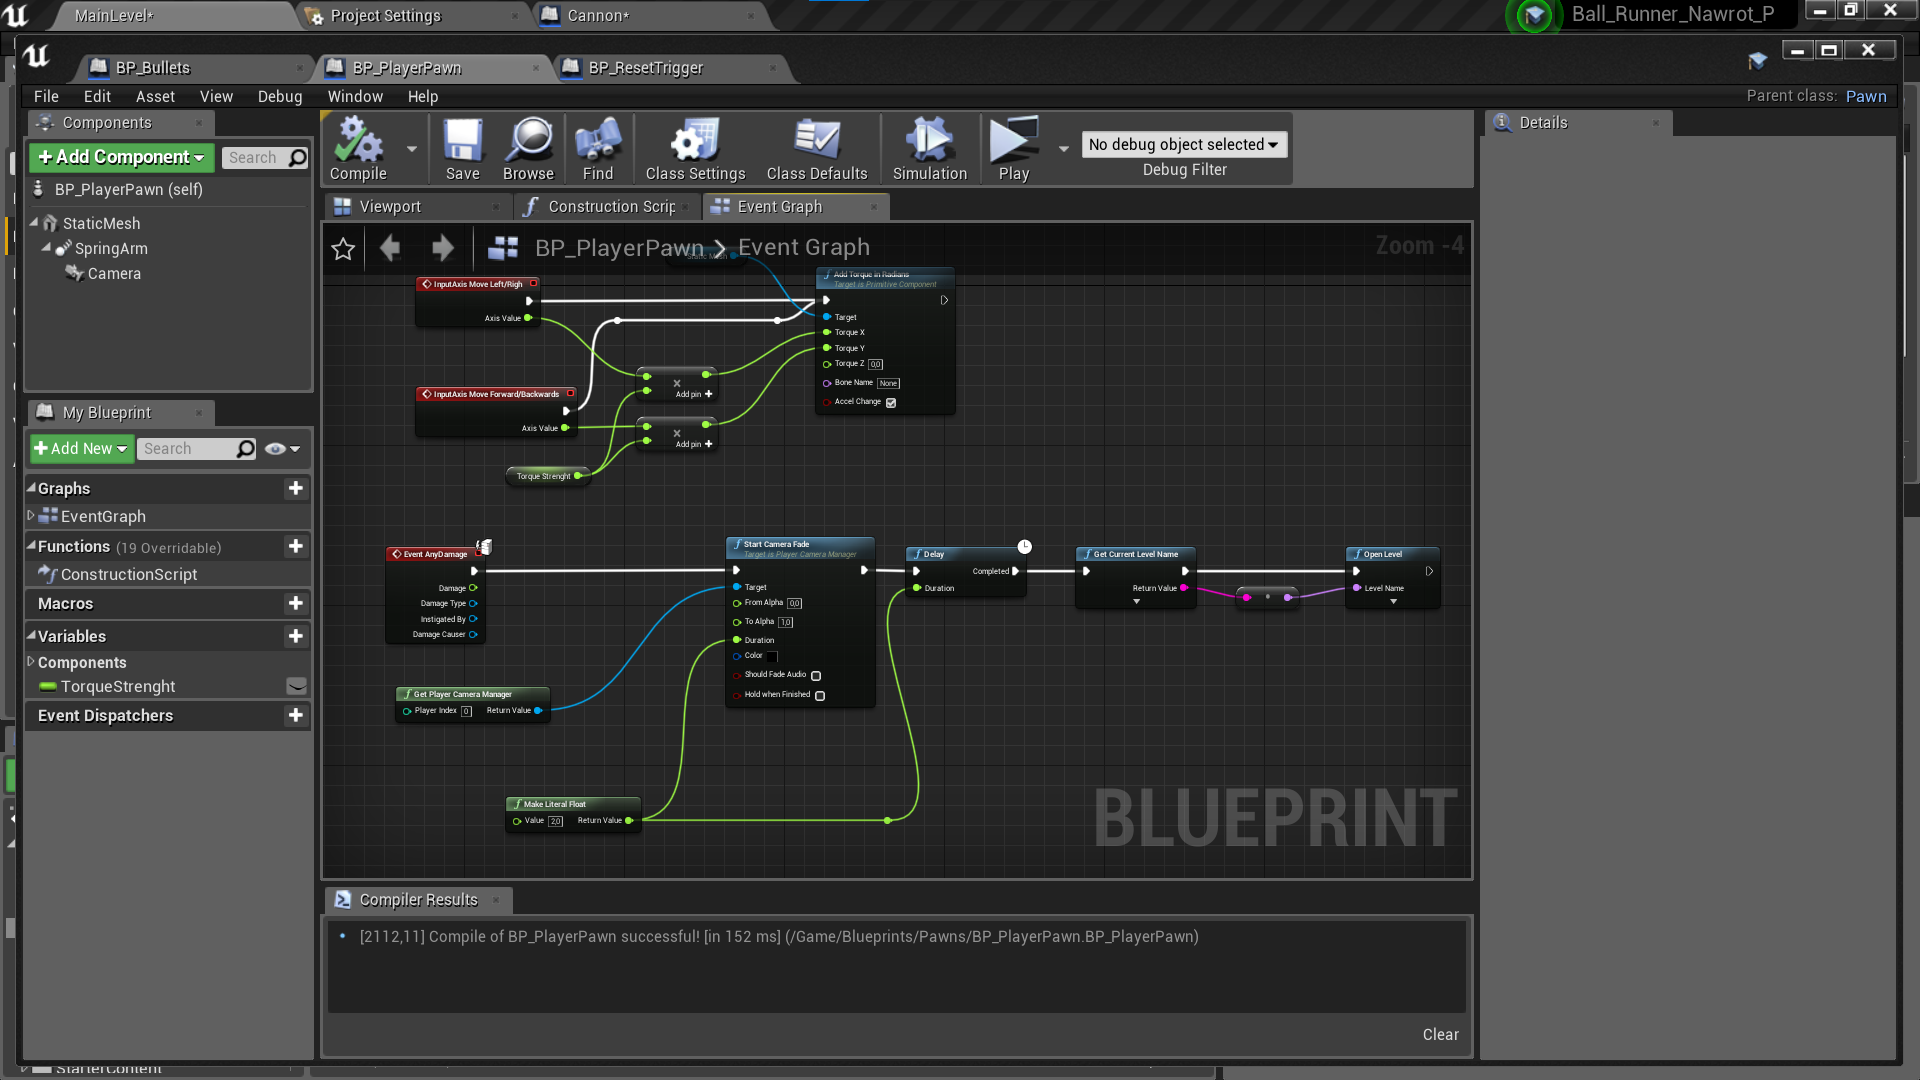 MainLevel*
Project Settings
Cannon*
Ball_Runner_Nawrot_P
BP_Bullets
BP_PlayerPawn
BP_ResetTrigger
File Edit Asset View Debug Window Help
Parent class: Pawn
Components
Add Component
Search
BP_PlayerPawn (self)
StaticMesh
SpringArm
Camera
Compile
Save
Browse
Find
Class Settings
Class Defaults
Simulation
Play
No debug object selected
Debug Filter
Details
Viewport
Construction Scrip
Event Graph
BP_PlayerPawn > Event Graph
Zoom -4
Static Mesh
InputAxis Move Left/Righ
Axis Value
Add Torque in Radians
Target is Primitive Component
Target
Torque X
Torque Y
Torque Z 0,0
Bone Name None
Accel Change
InputAxis Move Forward/Backwards
Axis Value
Add pin
Add pin
Torque Strenght
My Blueprint
Add New
Search
Graphs
EventGraph
Functions (19 Overridable)
ConstructionScript
Macros
Variables
Components
TorqueStrenght
Event Dispatchers
Event AnyDamage
Damage
Damage Type
Instigated By
Damage Causer
Start Camera Fade
Target is Player Camera Manager
Target
From Alpha 0,0
To Alpha 1,0
Duration
Color
Should Fade Audio
Hold when Finished
Delay
Completed
Duration
Get Current Level Name
Return Value
Open Level
Level Name
Get Player Camera Manager
Player Index 0 Return Value
Make Literal Float
Value 2,0 Return Value
BLUEPRINT
Compiler Results
[2112,11] Compile of BP_PlayerPawn successful! [in 152 ms] (/Game/Blueprints/Pawns/BP_PlayerPawn.BP_PlayerPawn)
Clear
StarterContent